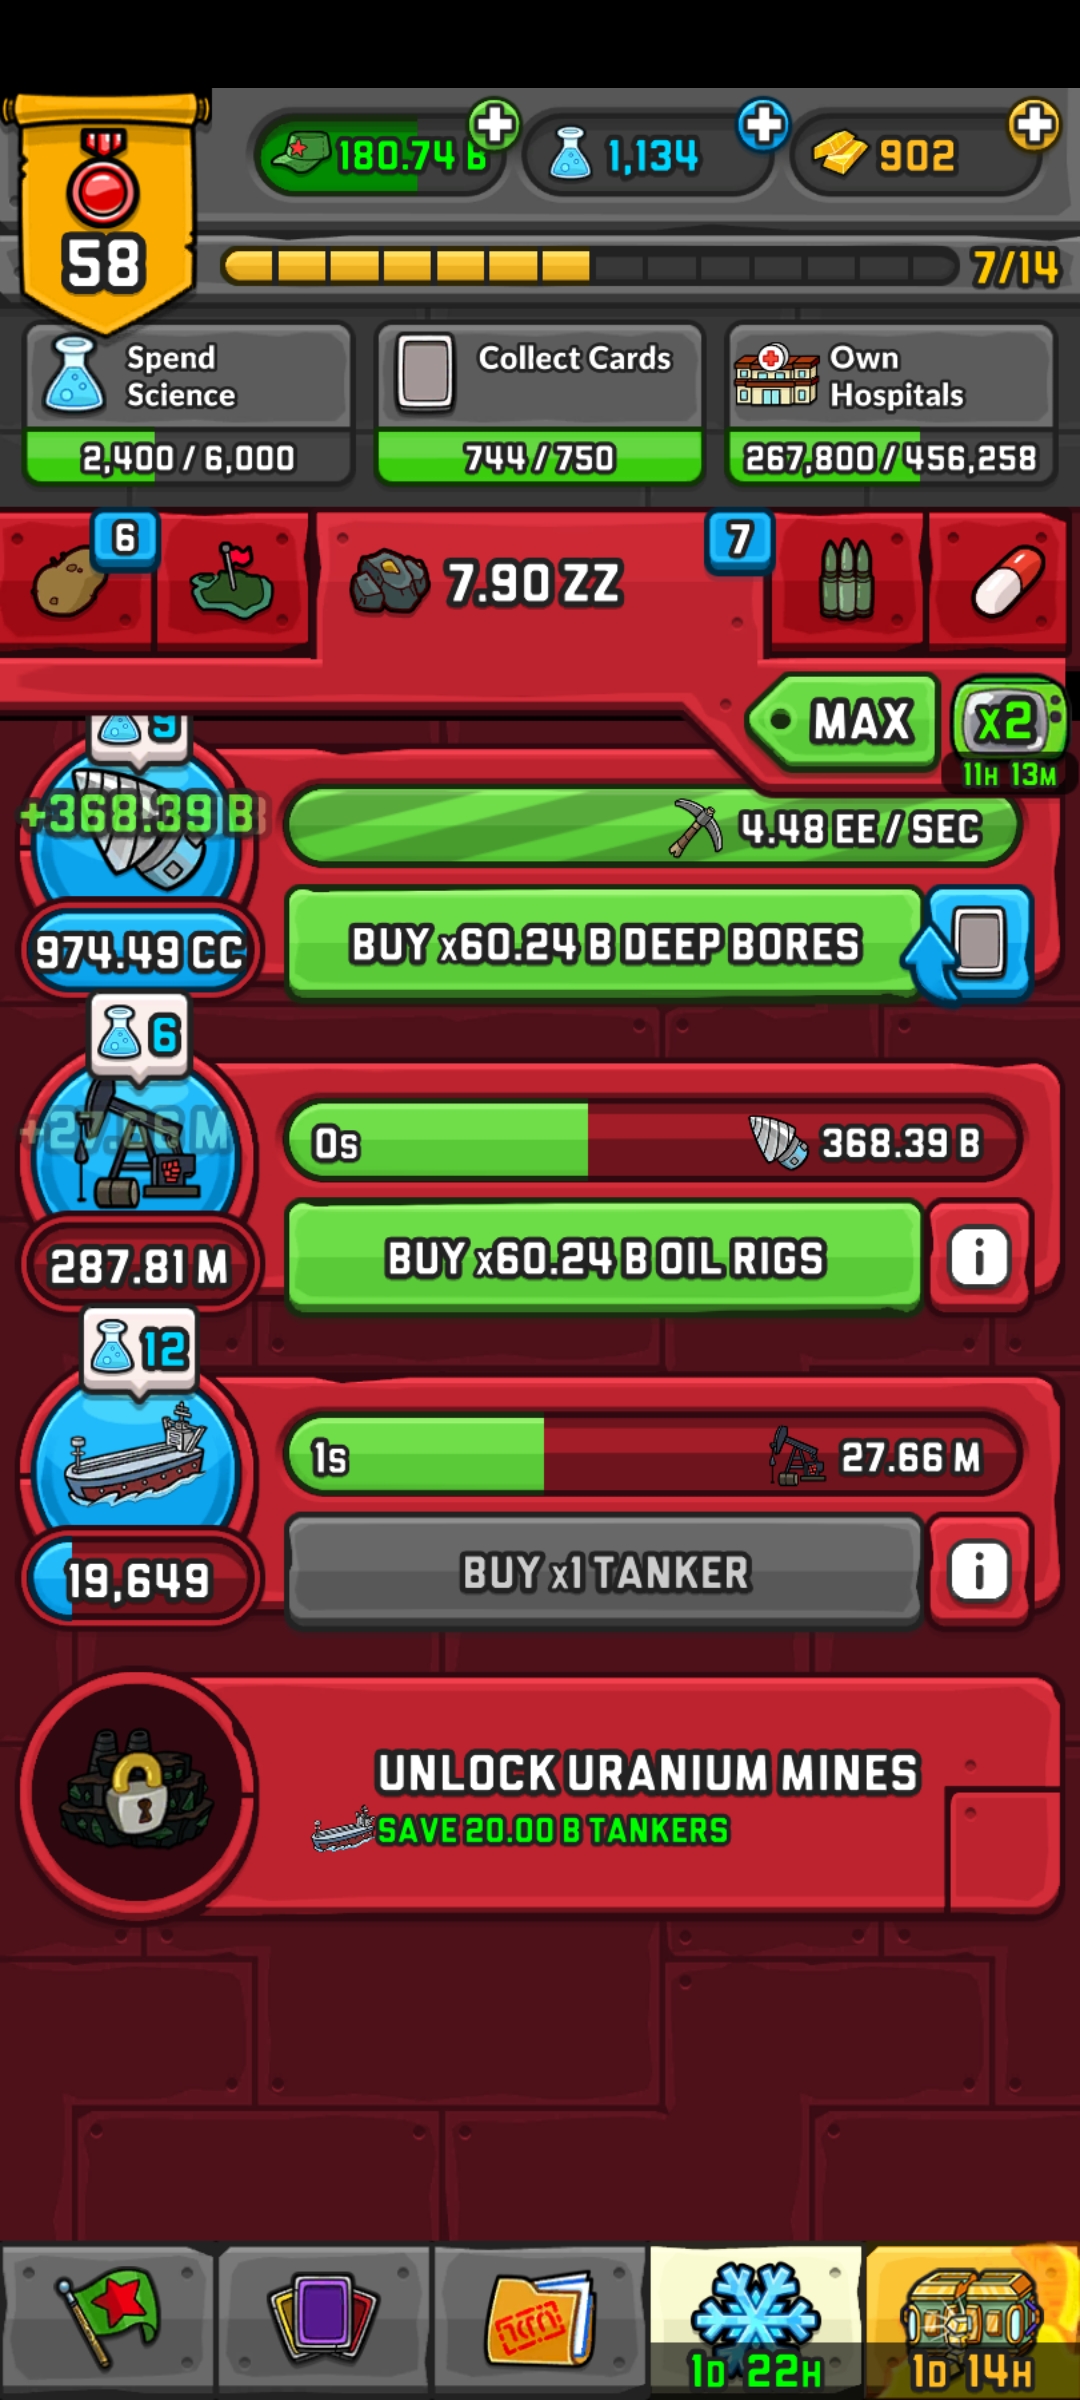 180.74 B
1,134
902
58
7/14
Spend
Science
Collect Cards
Own
Hospitals
2,400 / 6,000
744 / 750
267,800 / 456,258
6
7.90 ZZ
7
MAX
x2
11H 13M
9
+368.39 B
4.48 EE / SEC
974.49 CC
BUY x60.24 B DEEP BORES
6
0s
368.39 B
287.81 M
BUY x60.24 B OIL RIGS
i
12
1s
27.66 M
19,649
BUY x1 TANKER
i
UNLOCK URANIUM MINES
SAVE 20.00 B TANKERS
1D 22H
1D 14H